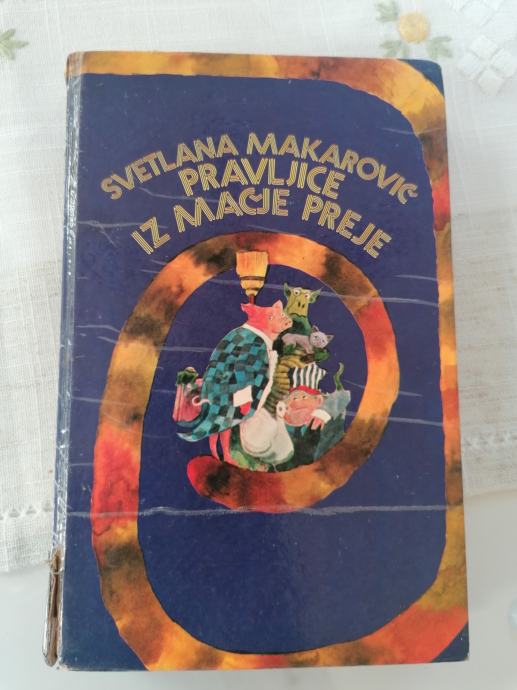 SVETLANA MAKAROVIČ
PRAVLJICE
IZ MAČJE PREJE